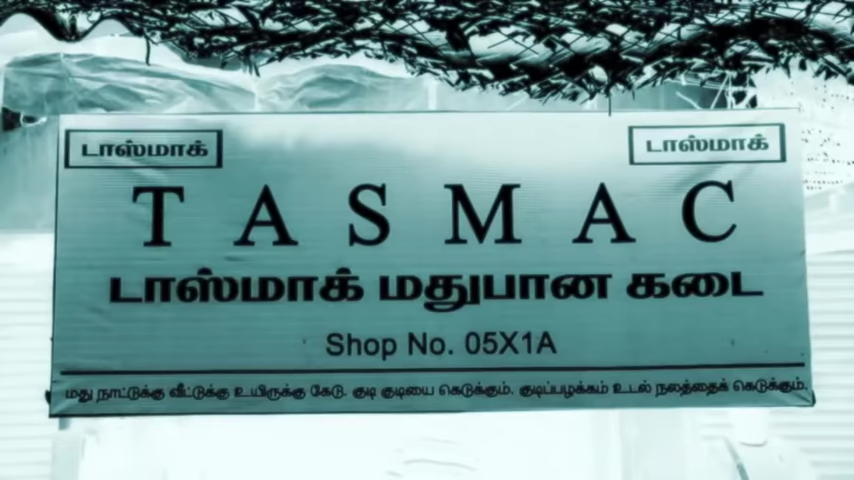 டாஸ்மாக் டாஸ்மாக்
TASMAC
டாஸ்மாக் மதுபான கடை
Shop No. 05X1A
மது நாட்டுக்கு வீட்டுக்கு உயிருக்கு கேடு. குடி குடியை கெடுக்கும். குடிப்பழக்கம் உடல் நலத்தைக் கெடுக்கும்.